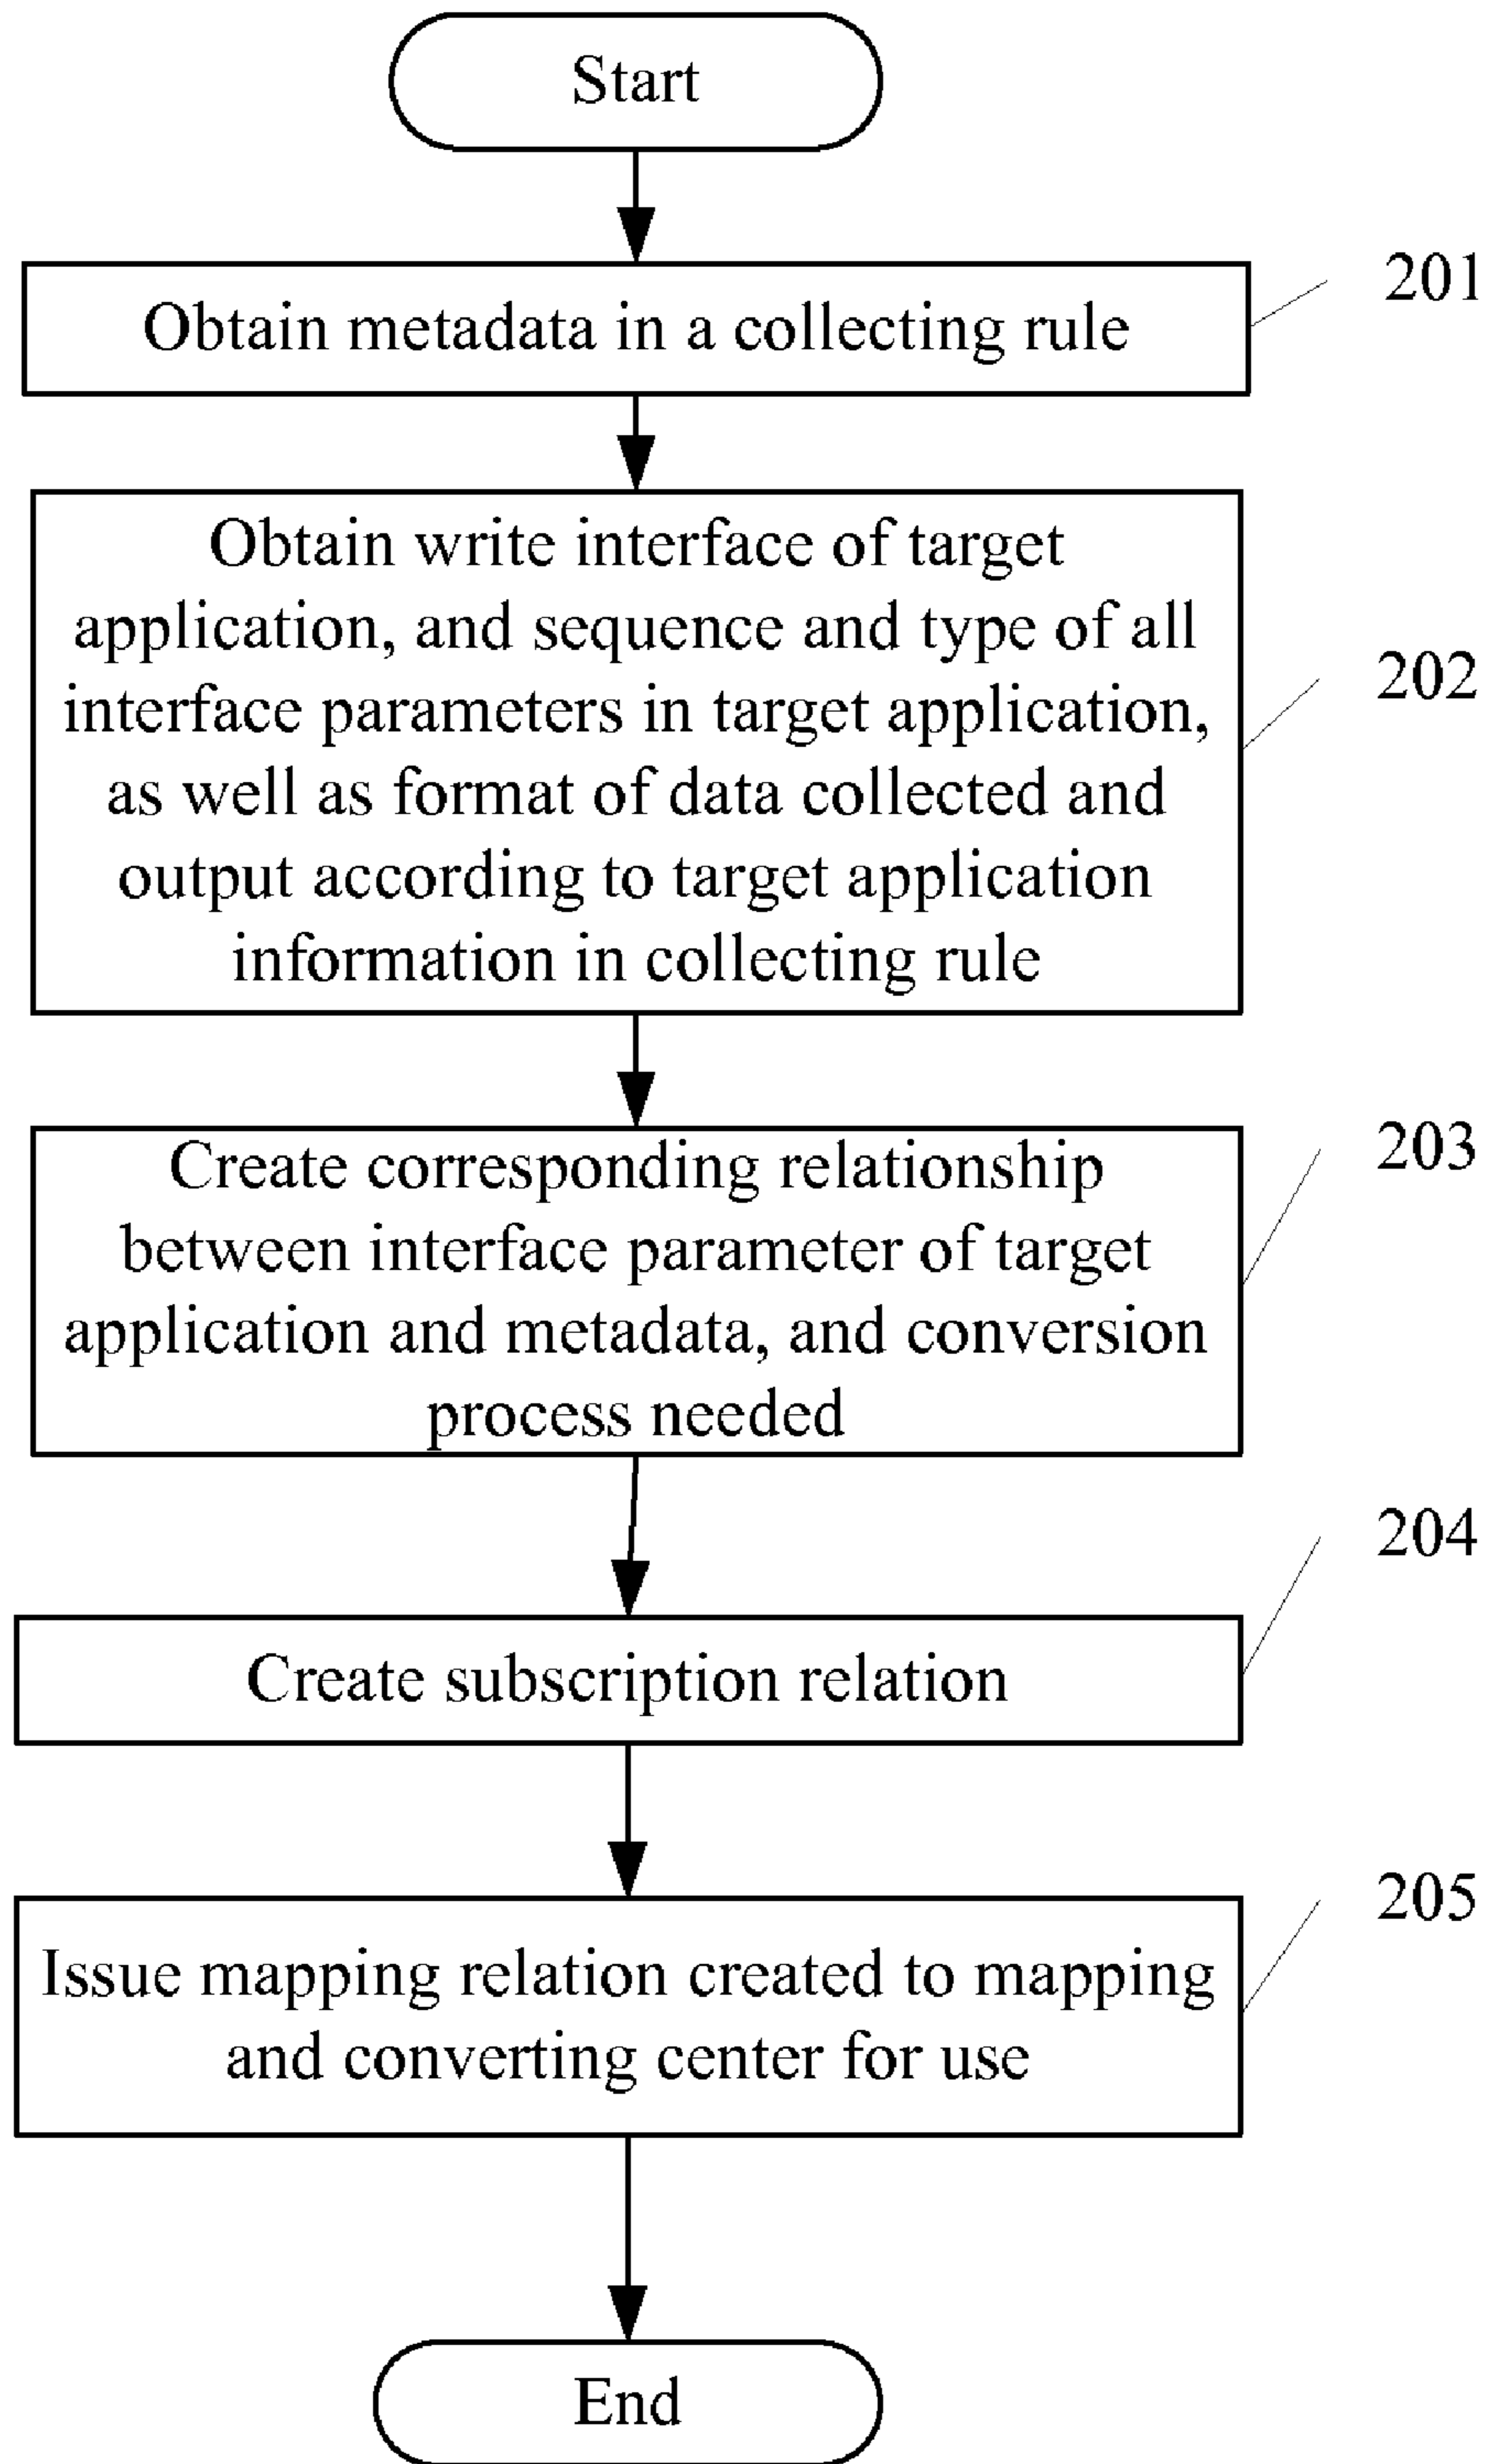 Start
201
Obtain metadata in a collecting rule
Obtain write interface of target
application, and sequence and type of all
interface parameters in target application,
as well as format of data collected and
output according to target application
information in collecting rule
202
Create corresponding relationship
between interface parameter of target
application and metadata, and conversion
process needed
203
204
Create subscription relation
205
Issue mapping relation created to mapping
and converting center for use
End